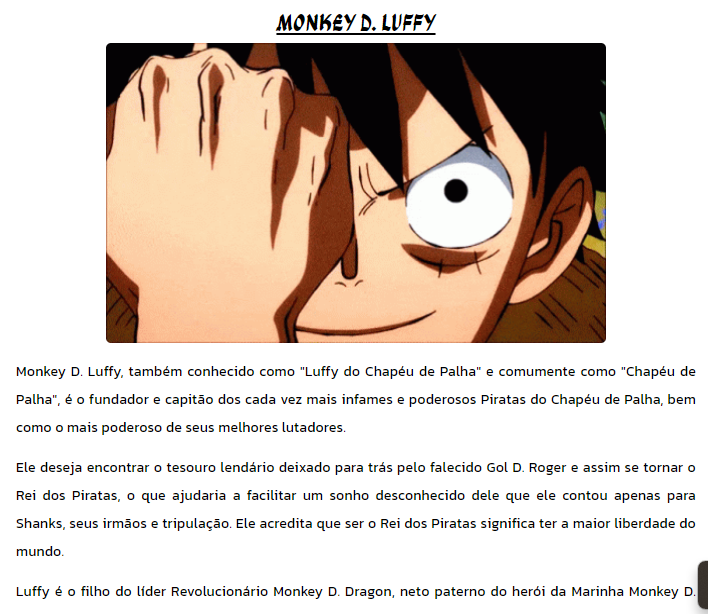 MONKEY D. LUFFY
Monkey D. Luffy, também conhecido como "Luffy do Chapéu de Palha" e comumente como "Chapéu de
Palha", é o fundador e capitão dos cada vez mais infames e poderosos Piratas do Chapéu de Palha, bem
como o mais poderoso de seus melhores lutadores.
Ele deseja encontrar o tesouro lendário deixado para trás pelo falecido Gol D. Roger e assim se tornar o
Rei dos Piratas, o que ajudaria a facilitar um sonho desconhecido dele que ele contou apenas para
Shanks, seus irmãos e tripulação. Ele acredita que ser o Rei dos Piratas significa ter a maior liberdade do
mundo.
Luffy é o filho do líder Revolucionário Monkey D. Dragon, neto paterno do herói da Marinha Monkey D.